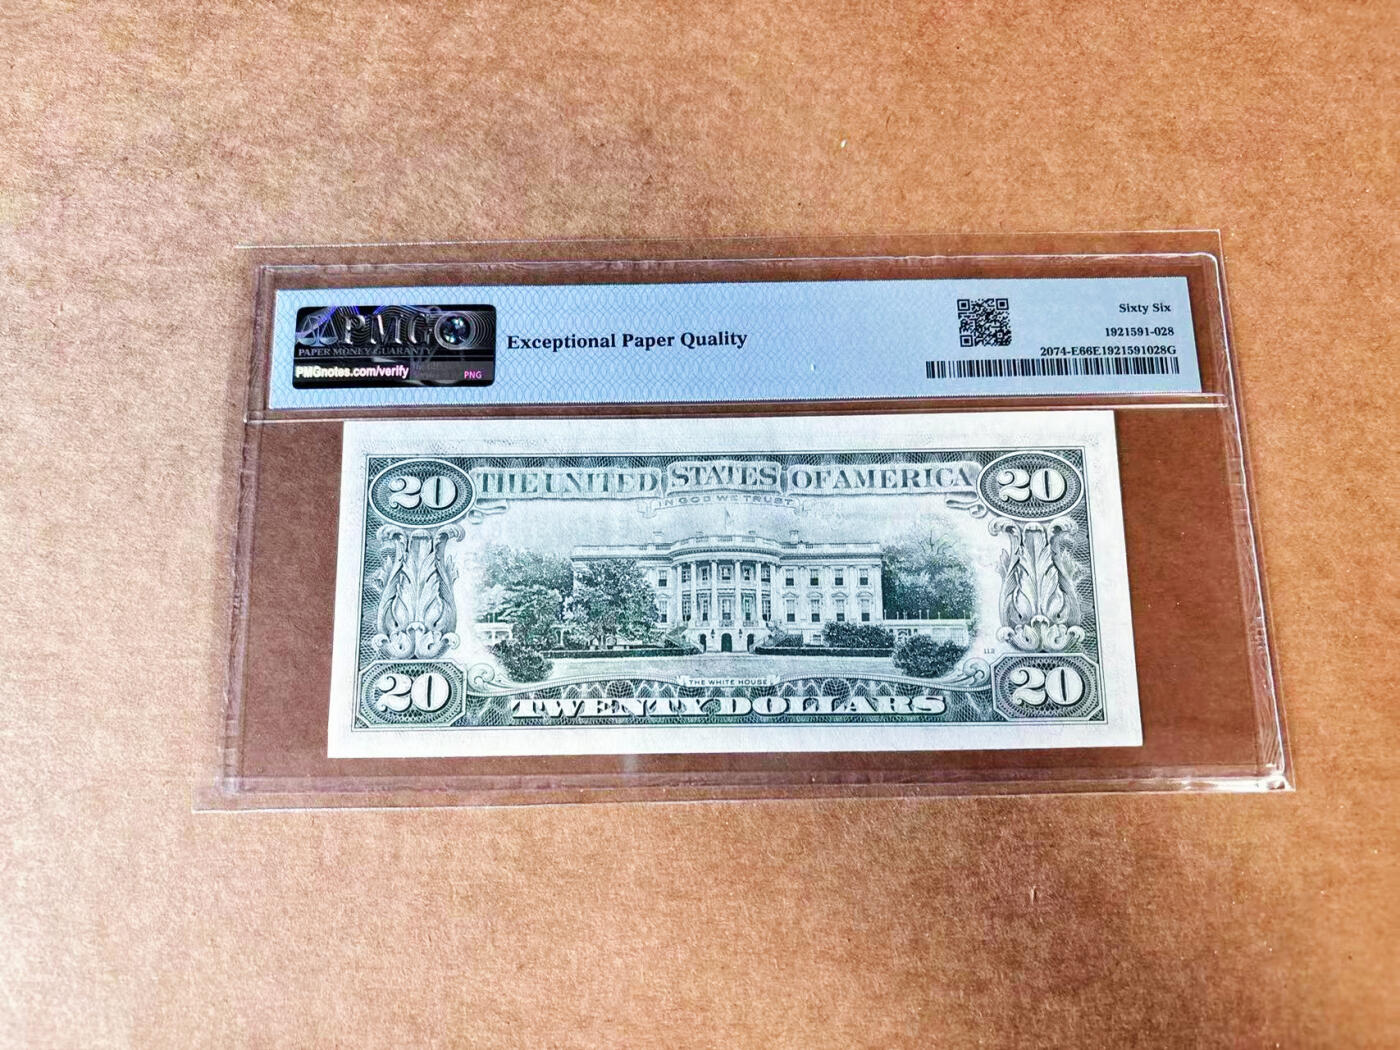 PMG
PAPER MONEY GUARANTY
PMGnotes.com/verify
PNG
Exceptional Paper Quality
Sixty Six
1921591-028
2074-E66E1921591028G
20
THE UNITED STATES OF AMERICA
20
IN GOD WE TRUST
THE WHITE HOUSE
20
TWENTY DOLLARS
20